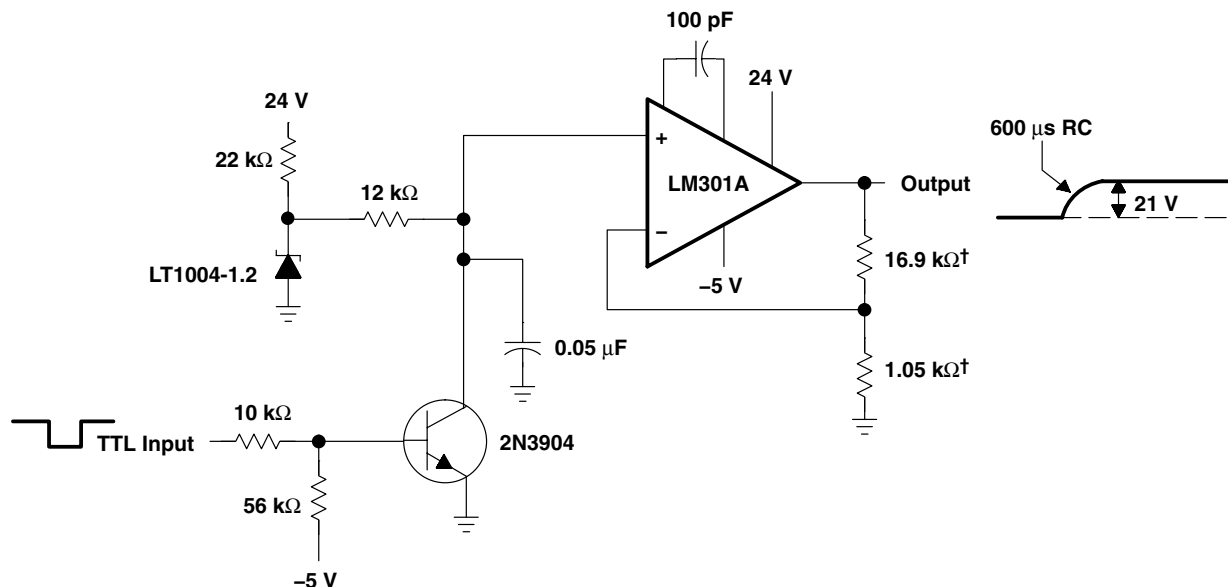 100 pF
24 V
24 V
600 μs RC
22 kΩ
12 kΩ
+
LM301A
Output
21 V
−
LT1004-1.2
16.9 kΩ†
−5 V
0.05 μF
1.05 kΩ†
10 kΩ
TTL Input
2N3904
56 kΩ
−5 V